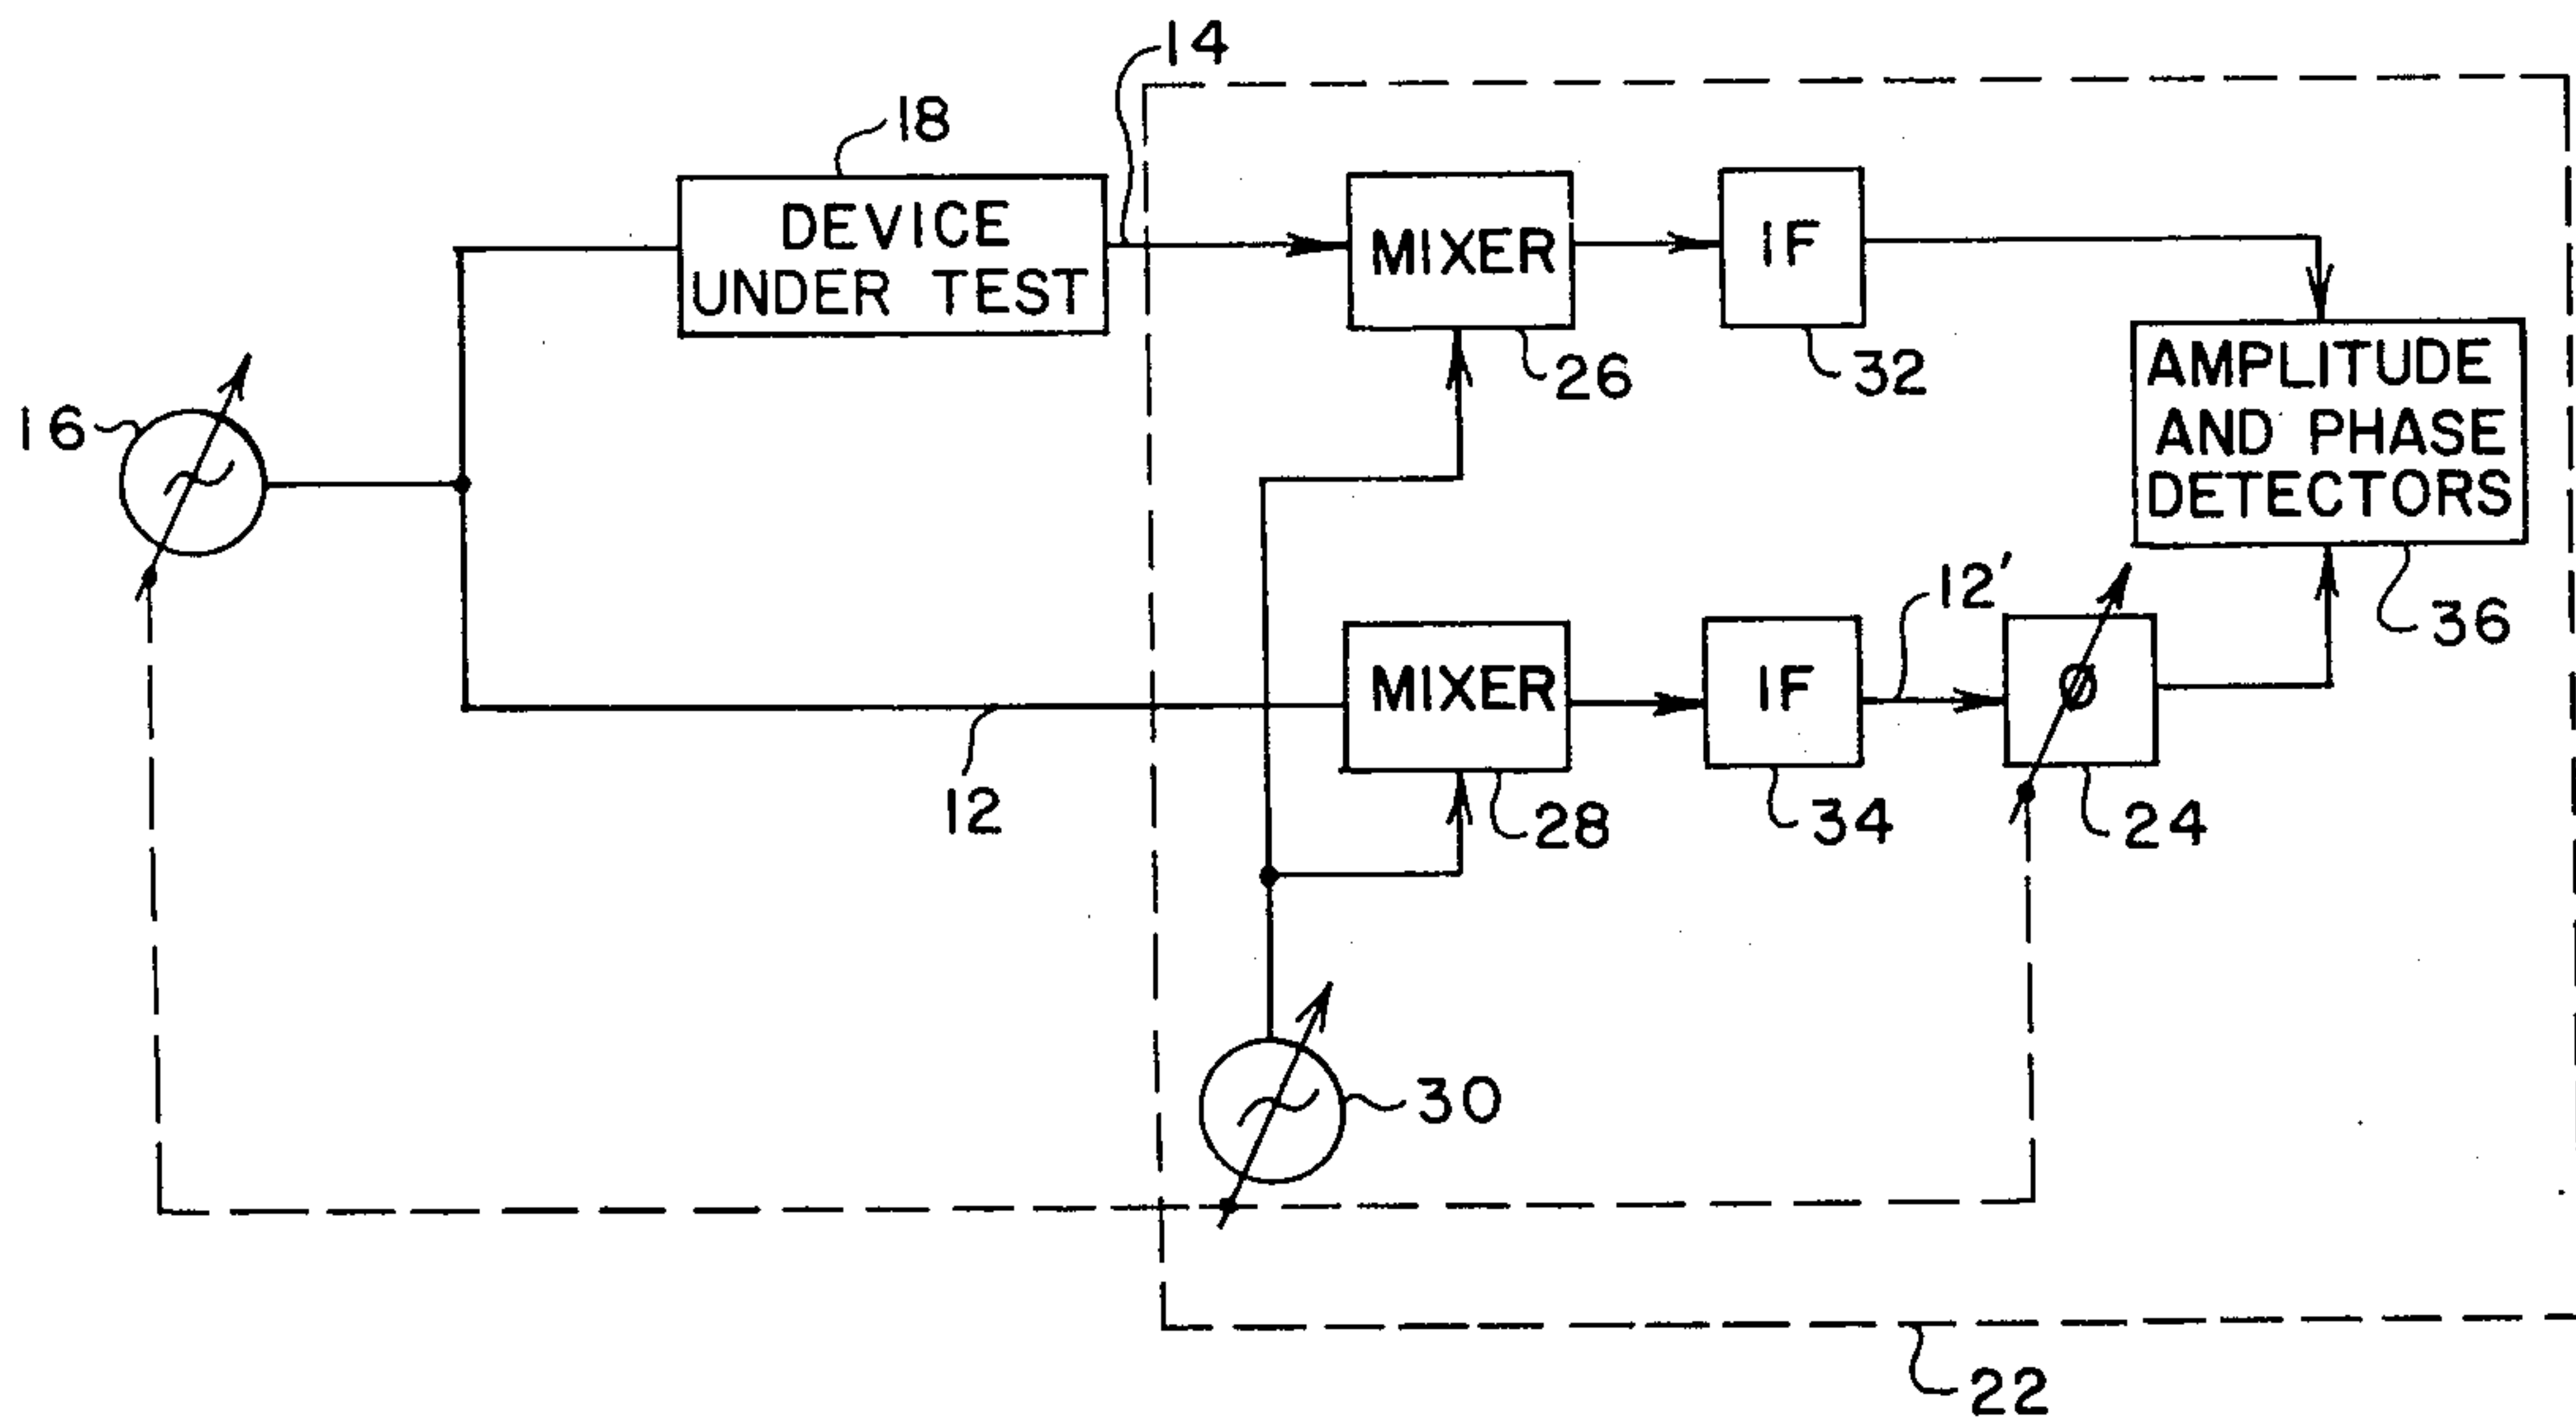 14
18
DEVICE
UNDER TEST
MIXER
IF
26
32
AMPLITUDE
AND PHASE
DETECTORS
16
12'
36
MIXER
IF
Ø
12
28
34
24
30
22